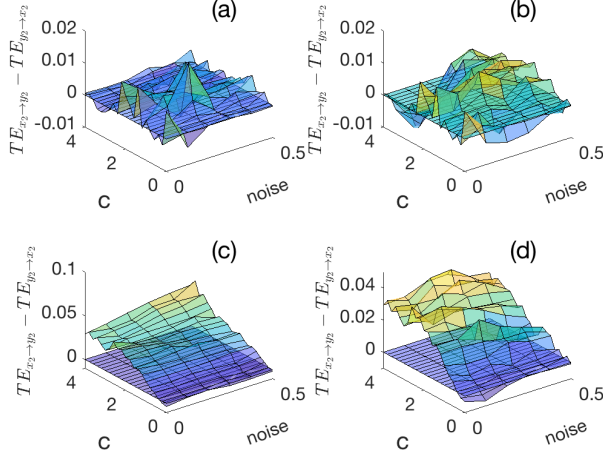 (a)
(b)
0.02
0.01
0
-0.01
4
2
0
0
0.5
c
noise
$TE_{x_2 \to y_2} - TE_{y_2 \to x_2}$
0.02
0.01
0
-0.01
4
2
0
0
0.5
c
noise
$TE_{x_2 \to y_2} - TE_{y_2 \to x_2}$
(c)
(d)
0.1
0.05
0
4
2
0
0
0.5
c
noise
$TE_{x_2 \to y_2} - TE_{y_2 \to x_2}$
0.04
0.02
0
4
2
0
0
0.5
c
noise
$TE_{x_2 \to y_2} - TE_{y_2 \to x_2}$